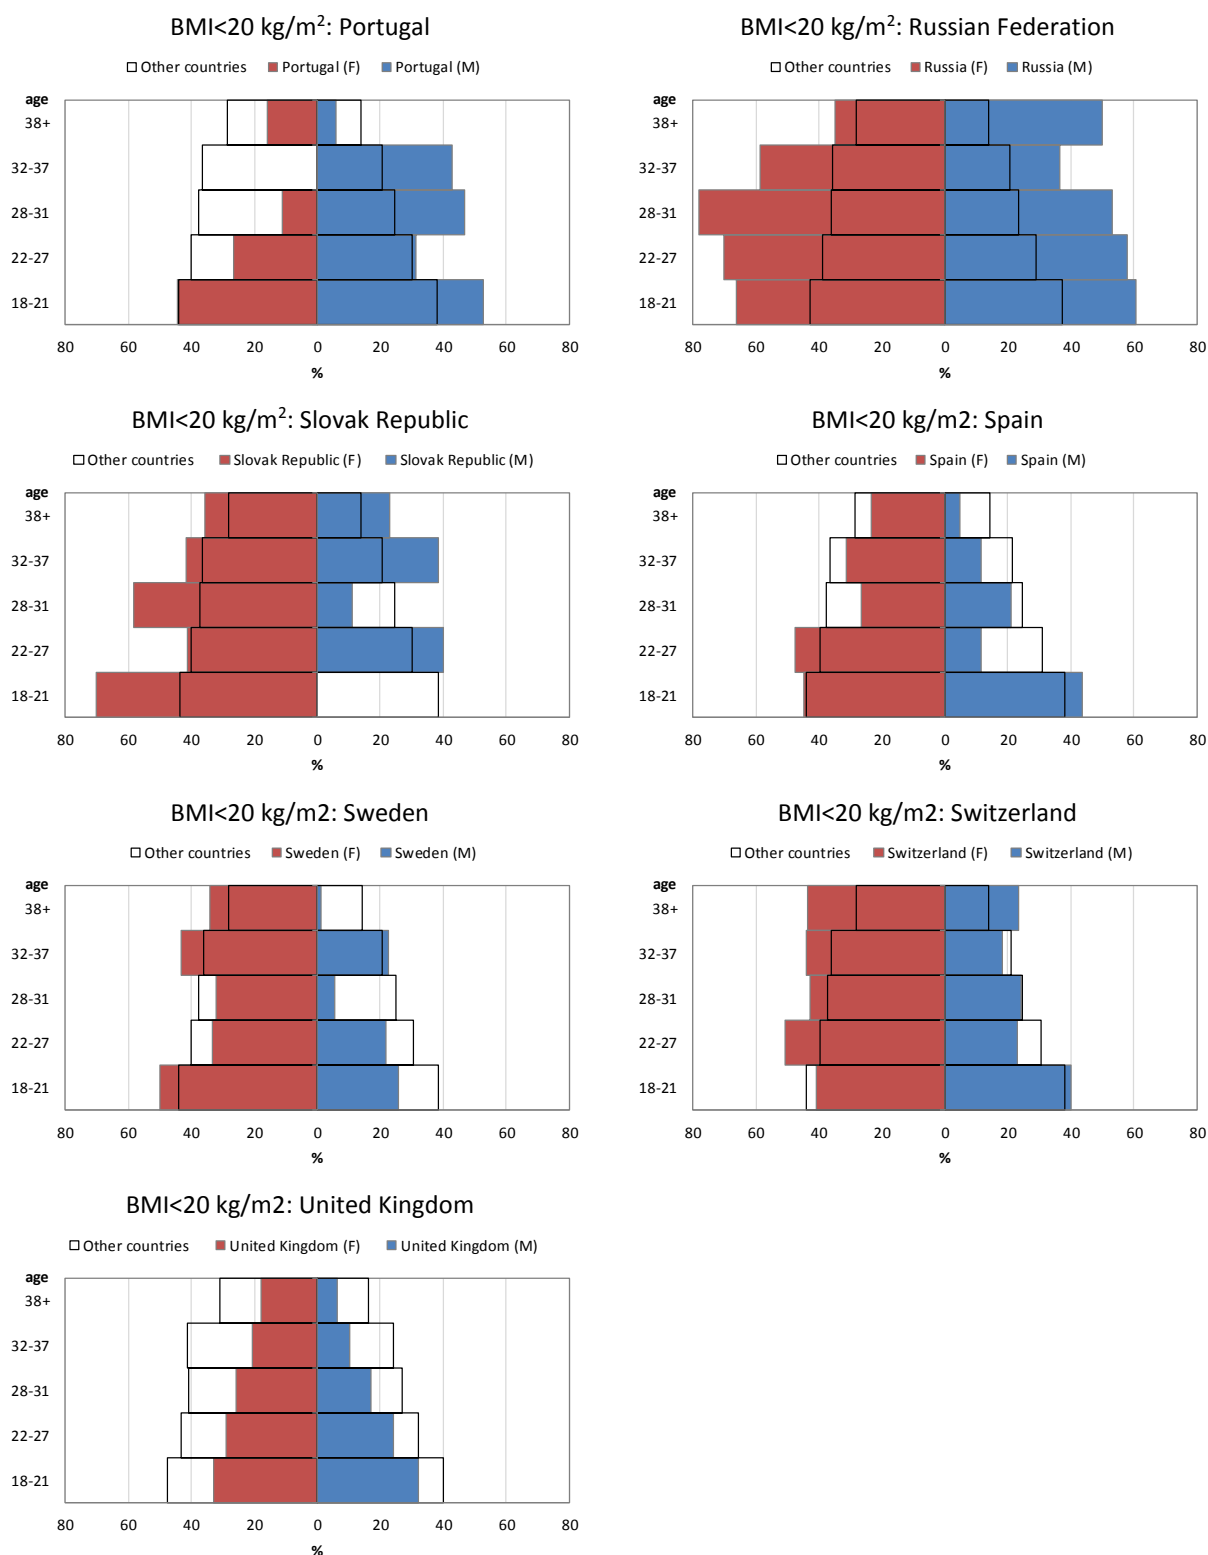 BMI<20 kg/m²: Portugal
Other countries Portugal (F) Portugal (M)
age
38+
32-37
28-31
22-27
18-21
80 60 40 20 0 20 40 60 80
%
BMI<20 kg/m²: Russian Federation
Other countries Russia (F) Russia (M)
age
38+
32-37
28-31
22-27
18-21
80 60 40 20 0 20 40 60 80
%
BMI<20 kg/m²: Slovak Republic
Other countries Slovak Republic (F) Slovak Republic (M)
age
38+
32-37
28-31
22-27
18-21
80 60 40 20 0 20 40 60 80
%
BMI<20 kg/m2: Spain
Other countries Spain (F) Spain (M)
age
38+
32-37
28-31
22-27
18-21
80 60 40 20 0 20 40 60 80
%
BMI<20 kg/m2: Sweden
Other countries Sweden (F) Sweden (M)
age
38+
32-37
28-31
22-27
18-21
80 60 40 20 0 20 40 60 80
%
BMI<20 kg/m2: Switzerland
Other countries Switzerland (F) Switzerland (M)
age
38+
32-37
28-31
22-27
18-21
80 60 40 20 0 20 40 60 80
%
BMI<20 kg/m2: United Kingdom
Other countries United Kingdom (F) United Kingdom (M)
age
38+
32-37
28-31
22-27
18-21
80 60 40 20 0 20 40 60 80
%